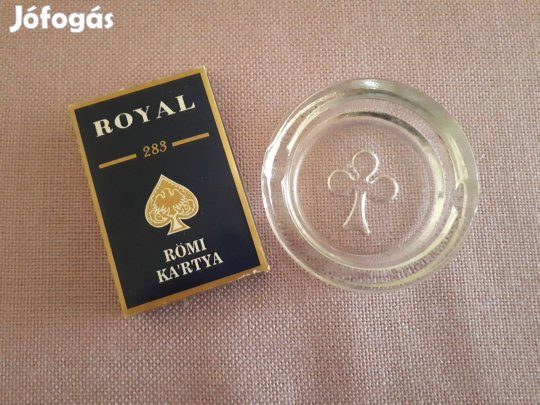 Jófogás
ROYAL
283
RÖMI
KA'RTYA